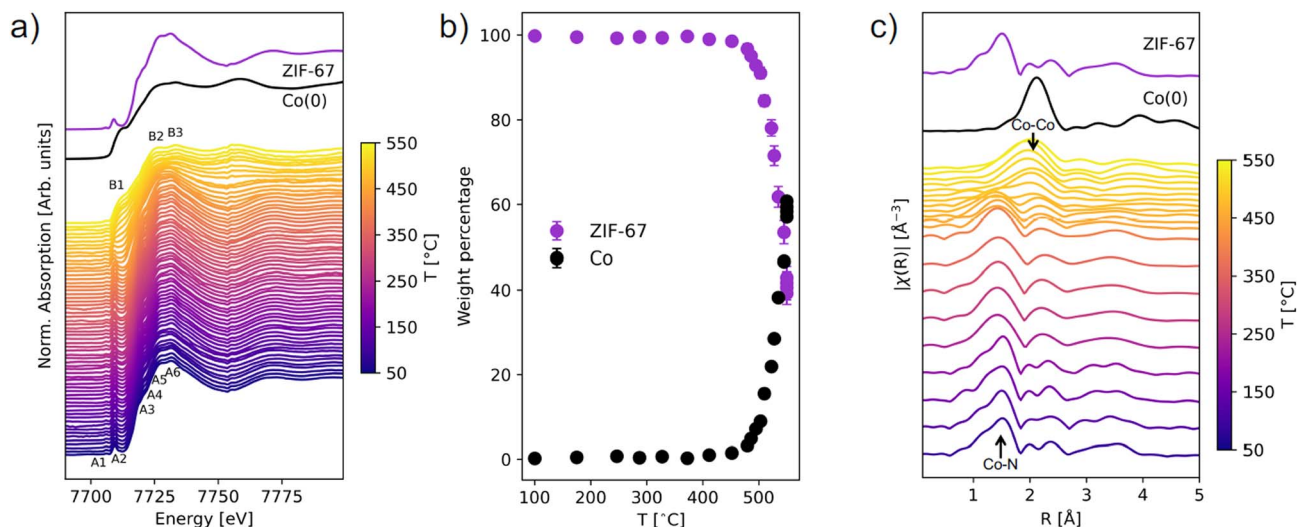 a)
Norm. Absorption [Arb. units]
ZIF-67
Co(0)
B2 B3
B1
A5 A6
A4
A3
A1 A2
7700 7725 7750 7775
Energy [eV]
550
450
350
250
150
50
T [°C]
b)
Weight percentage
100
80
60
40
20
0
ZIF-67
Co
100 200 300 400 500
T [˚C]
c)
|χ(R)| [Å⁻³]
ZIF-67
Co(0)
Co-Co
Co-N
1 2 3 4 5
R [Å]
550
450
350
250
150
50
T [°C]